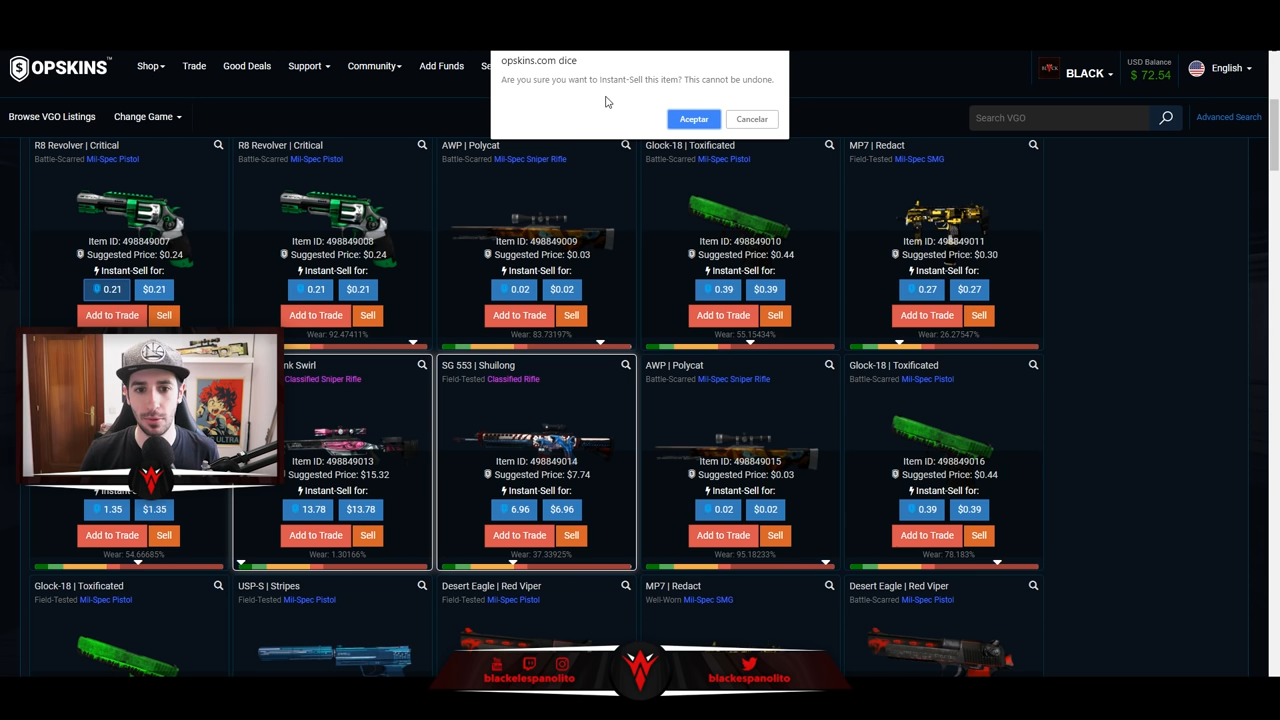 opskins.com dice
Are you sure you want to Instant-Sell this item? This cannot be undone.
Aceptar
Cancelar
OPSKINS™
Shop
Trade
Good Deals
Support
Community
Add Funds
Se
BLACK
USD Balance
$ 72.54
English
Browse VGO Listings
Change Game
Search VGO
Advanced Search
R8 Revolver | Critical
Battle-Scarred Mil-Spec Pistol
Item ID: 498849007
Suggested Price: $0.24
Instant-Sell for:
0.21
$0.21
Add to Trade
Sell
R8 Revolver | Critical
Battle-Scarred Mil-Spec Pistol
Item ID: 498849008
Suggested Price: $0.24
Instant-Sell for:
0.21
$0.21
Add to Trade
Sell
Wear: 92.47411%
AWP | Polycat
Battle-Scarred Mil-Spec Sniper Rifle
Item ID: 498849009
Suggested Price: $0.03
Instant-Sell for:
0.02
$0.02
Add to Trade
Sell
Wear: 83.73197%
Glock-18 | Toxificated
Battle-Scarred Mil-Spec Pistol
Item ID: 498849010
Suggested Price: $0.44
Instant-Sell for:
0.39
$0.39
Add to Trade
Sell
Wear: 55.15434%
MP7 | Redact
Field-Tested Mil-Spec SMG
Item ID: 498849011
Suggested Price: $0.30
Instant-Sell for:
0.27
$0.27
Add to Trade
Sell
Wear: 26.27547%
ULTRA
1.35
$1.35
Add to Trade
Sell
Wear: 54.66685%
nk Swirl
Classified Sniper Rifle
Item ID: 498849013
Suggested Price: $15.32
Instant-Sell for:
13.78
$13.78
Add to Trade
Sell
Wear: 1.30166%
SG 553 | Shuilong
Field-Tested Classified Rifle
Item ID: 498849014
Suggested Price: $7.74
Instant-Sell for:
6.96
$6.96
Add to Trade
Sell
Wear: 37.33925%
AWP | Polycat
Battle-Scarred Mil-Spec Sniper Rifle
Item ID: 498849015
Suggested Price: $0.03
Instant-Sell for:
0.02
$0.02
Add to Trade
Sell
Wear: 95.18233%
Glock-18 | Toxificated
Battle-Scarred Mil-Spec Pistol
Item ID: 498849016
Suggested Price: $0.44
Instant-Sell for:
0.39
$0.39
Add to Trade
Sell
Wear: 78.183%
Glock-18 | Toxificated
Field-Tested Mil-Spec Pistol
USP-S | Stripes
Field-Tested Mil-Spec Pistol
Desert Eagle | Red Viper
Field-Tested Mil-Spec Pistol
MP7 | Redact
Well-Worn Mil-Spec SMG
Desert Eagle | Red Viper
Battle-Scarred Mil-Spec Pistol
blackelespanolito
blackespanolito